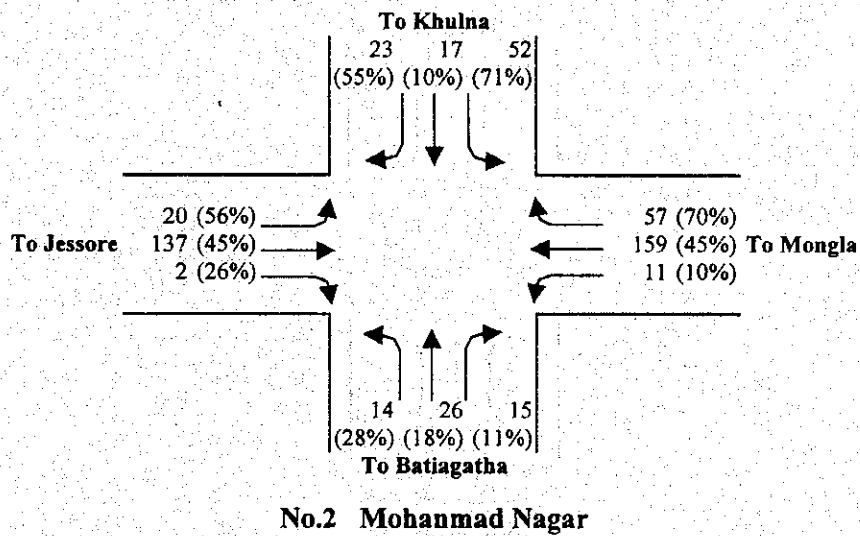 To Khulna
23 17 52
(55%) (10%) (71%)
20 (56%)
To Jessore 137 (45%)
2 (26%)
57 (70%)
159 (45%) To Mongla
11 (10%)
14 26 15
(28%) (18%) (11%)
To Batiagatha
No.2 Mohanmad Nagar